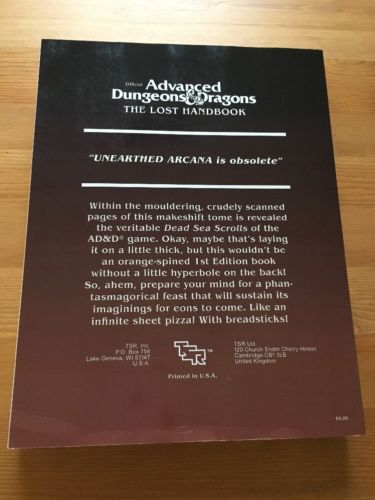 Official Advanced
Dungeons & Dragons
THE LOST HANDBOOK
"UNEARTHED ARCANA is obsolete"
Within the mouldering, crudely scanned
pages of this makeshift tome is revealed
the veritable Dead Sea Scrolls of the
AD&D® game. Okay, maybe that's laying
it on a little thick, but this wouldn't be
an orange-spined 1st Edition book
without a little hyperbole on the back!
So, ahem, prepare your mind for a phan-
tasmagorical feast that will sustain its
imaginings for eons to come. Like an
infinite sheet pizza! With breadsticks!
TSR, Inc.
P.O. Box 756
Lake Geneva, WI 53147
U.S.A.
TSR™
TSR Ltd.
120 Church Endm Cherry Hinton
Cambridge CB1 3LB
United Kingdom
Printed in U.S.A.